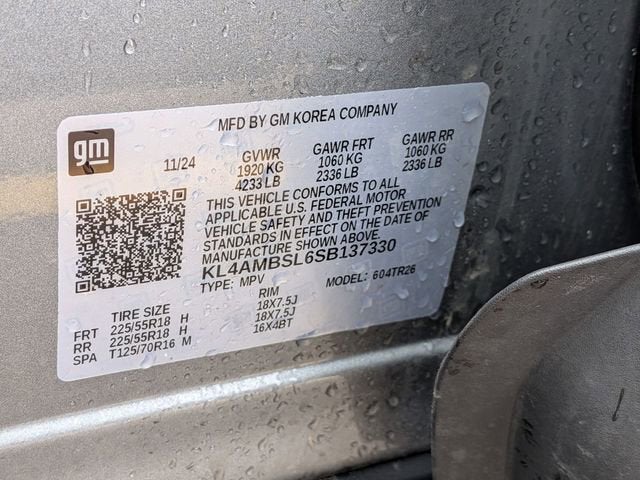 MFD BY GM KOREA COMPANY
gm
11/24
GVWR
1920 KG
4233 LB
GAWR FRT
1060 KG
2336 LB
GAWR RR
1060 KG
2336 LB
THIS VEHICLE CONFORMS TO ALL
APPLICABLE U.S. FEDERAL MOTOR
VEHICLE SAFETY AND THEFT PREVENTION
STANDARDS IN EFFECT ON THE DATE OF
MANUFACTURE SHOWN ABOVE
KL4AMBSL6SB137330
TYPE: MPV MODEL: 604TR26
TIRE SIZE RIM
FRT 225/55R18 H 18X7.5J
RR 225/55R18 H 18X7.5J
SPA T125/70R16 M 16X4BT